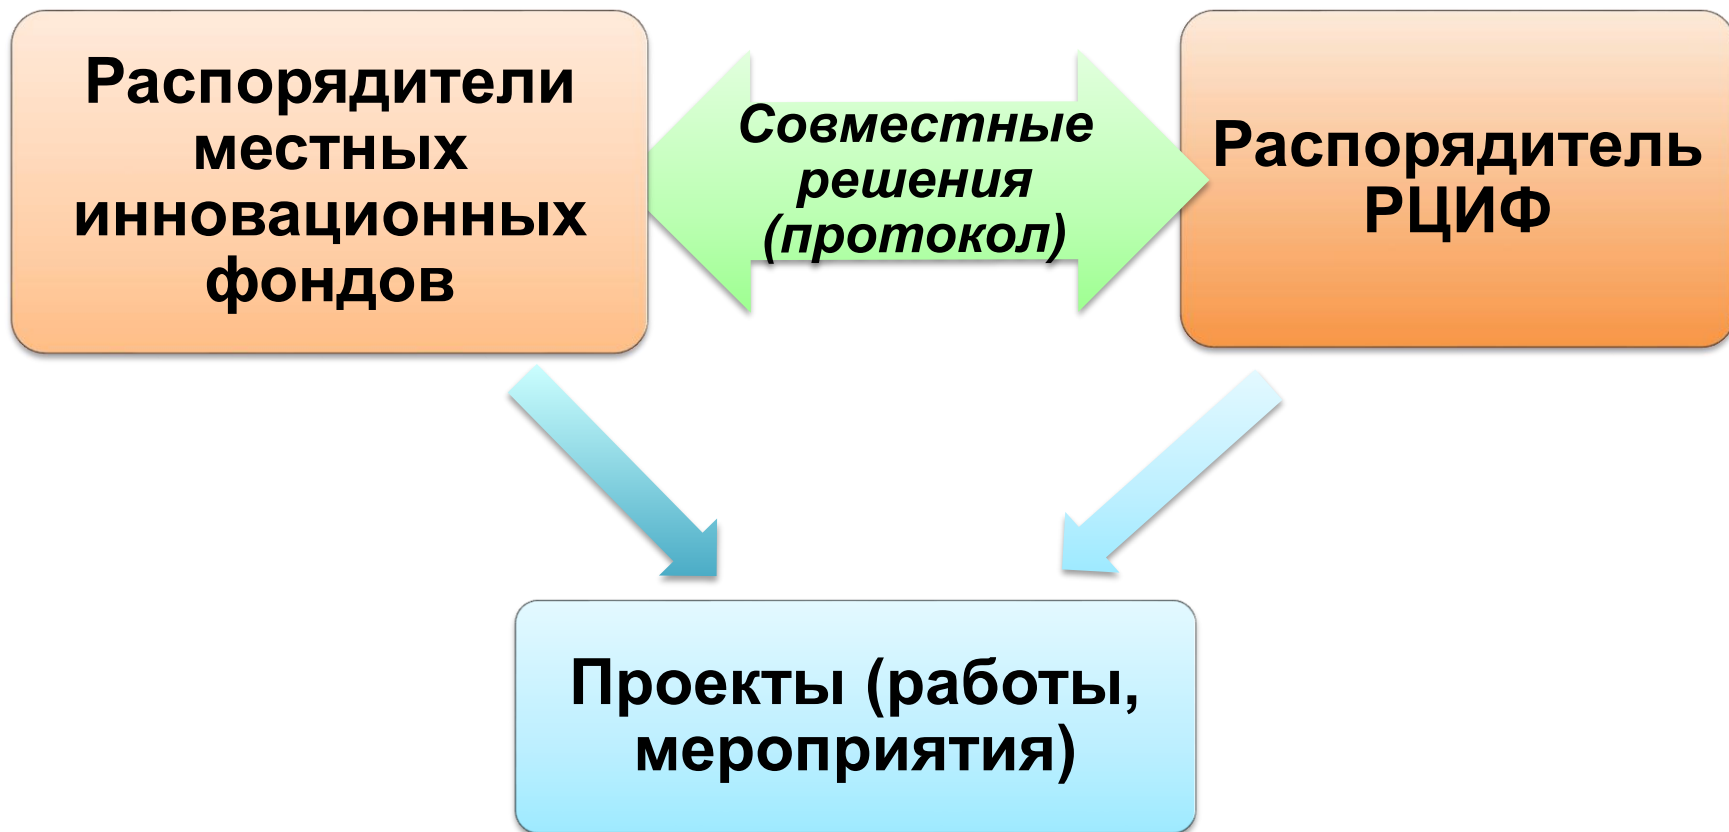 Распорядители
местных
инновационных
фондов
Совместные
решения
(протокол)
Распорядитель
РЦИФ
Проекты (работы,
мероприятия)